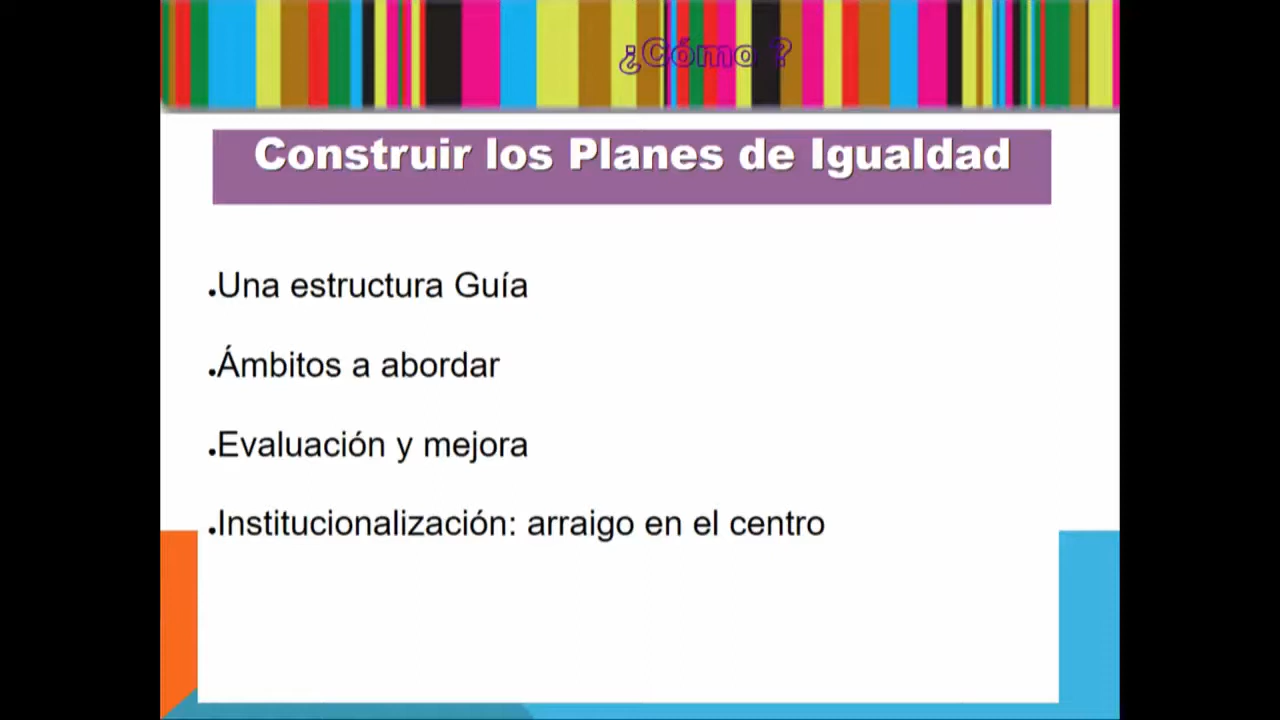 ¿Cómo ?
Construir los Planes de Igualdad
.Una estructura Guía
.Ámbitos a abordar
.Evaluación y mejora
.Institucionalización: arraigo en el centro